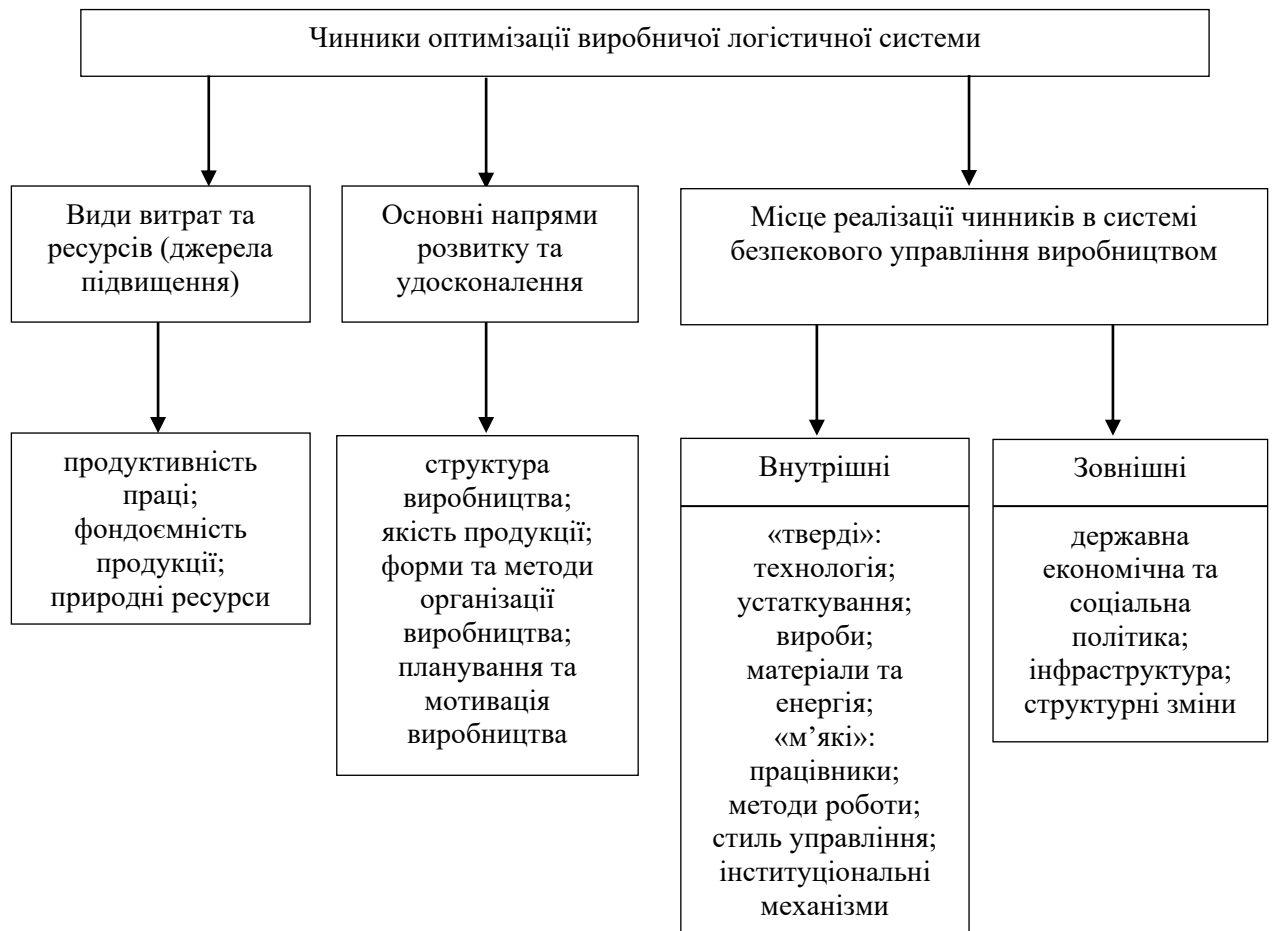 Чинники оптимізації виробничої логістичної системи
Види витрат та
ресурсів (джерела
підвищення)
Основні напрями
розвитку та
удосконалення
Місце реалізації чинників в системі
безпекового управління виробництвом
продуктивність
праці;
фондоємність
продукції;
природні ресурси
структура
виробництва;
якість продукції;
форми та методи
організації
виробництва;
планування та
мотивація
виробництва
Внутрішні
«тверді»:
технологія;
устаткування;
вироби;
матеріали та
енергія;
«м’які»:
працівники;
методи роботи;
стиль управління;
інституціональні
механізми
Зовнішні
державна
економічна та
соціальна
політика;
інфраструктура;
структурні зміни